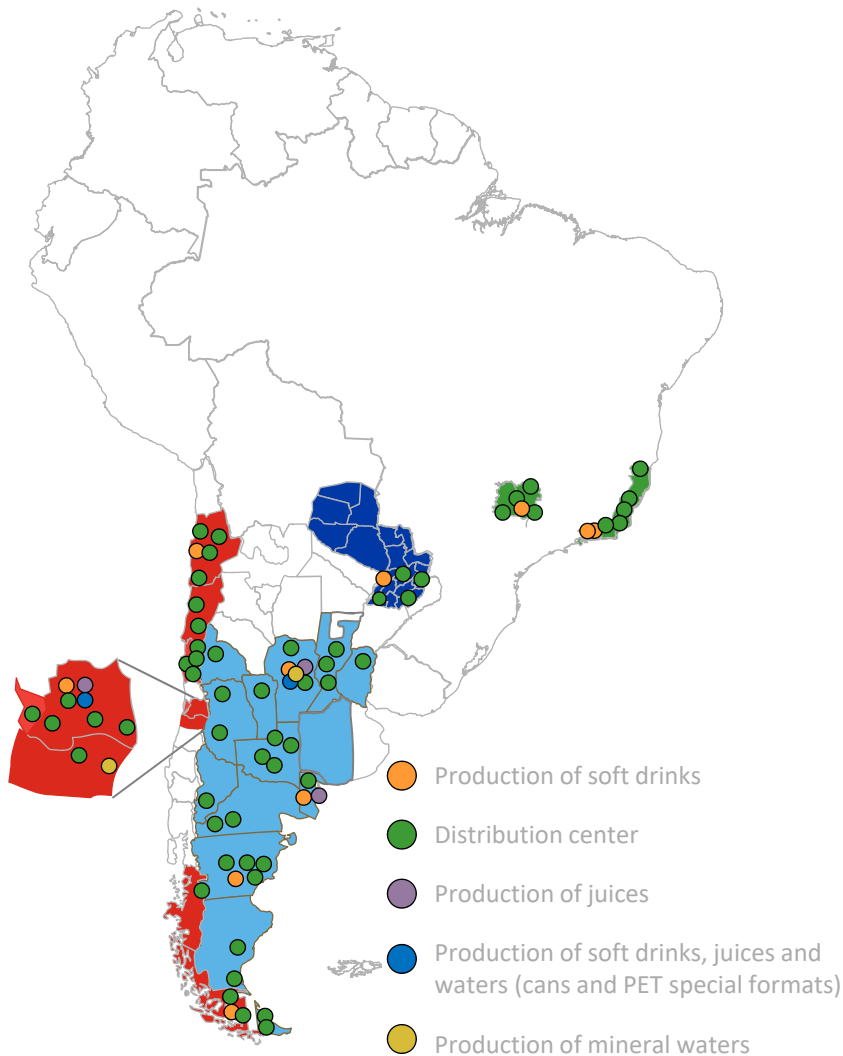 Production of soft drinks
Distribution center
Production of juices
Production of soft drinks, juices and
waters (cans and PET special formats)
Production of mineral waters